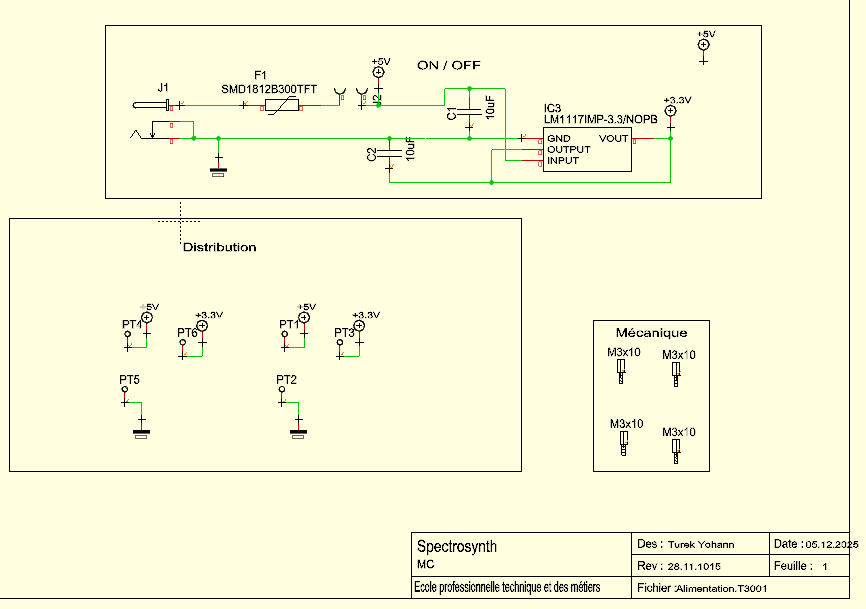 +5V
+5V
ON / OFF
F1
J1
SMD1812B300TFT
J2
C1
10uF
+3.3V
IC3
LM1117IMP-3.3/NOPB
GND
VOUT
OUTPUT
INPUT
C2
10uF
Distribution
+5V
+3.3V
+5V
+3.3V
PT4
PT6
PT1
PT3
PT5
PT2
Mécanique
M3x10
M3x10
M3x10
M3x10
Spectrosynth
MC
Ecole professionnelle technique et des métiers
Des : Turek Yohann
Date : 05.12.2025
Rev : 28.11.1015
Feuille : 1
Fichier :Alimentation.T3001